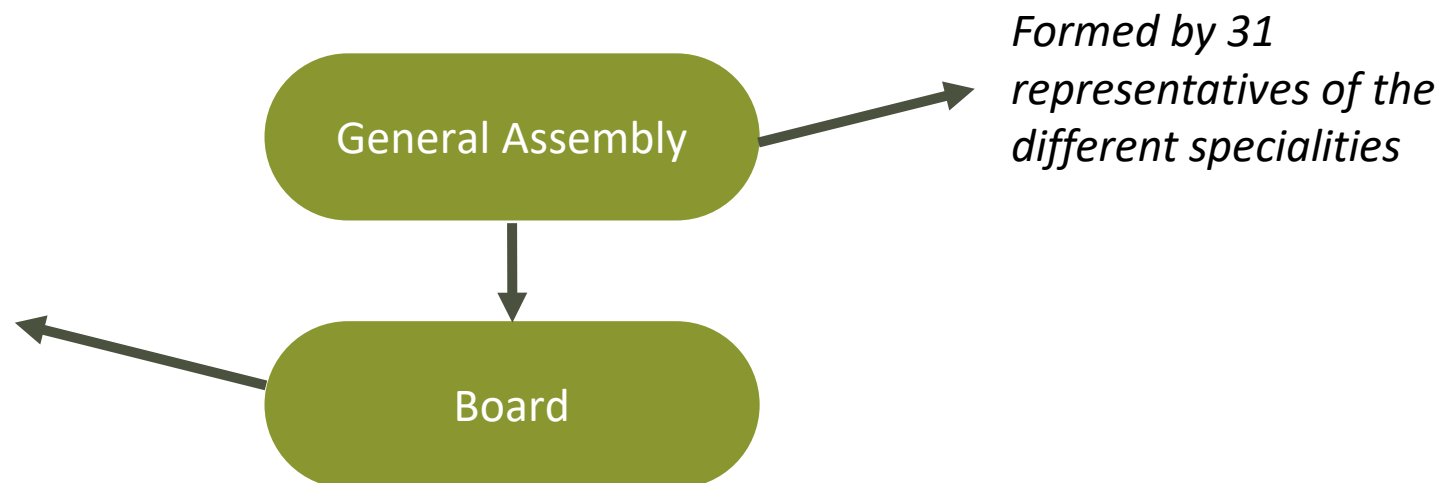 General Assembly
Formed by 31
representatives of the
different specialities
Board